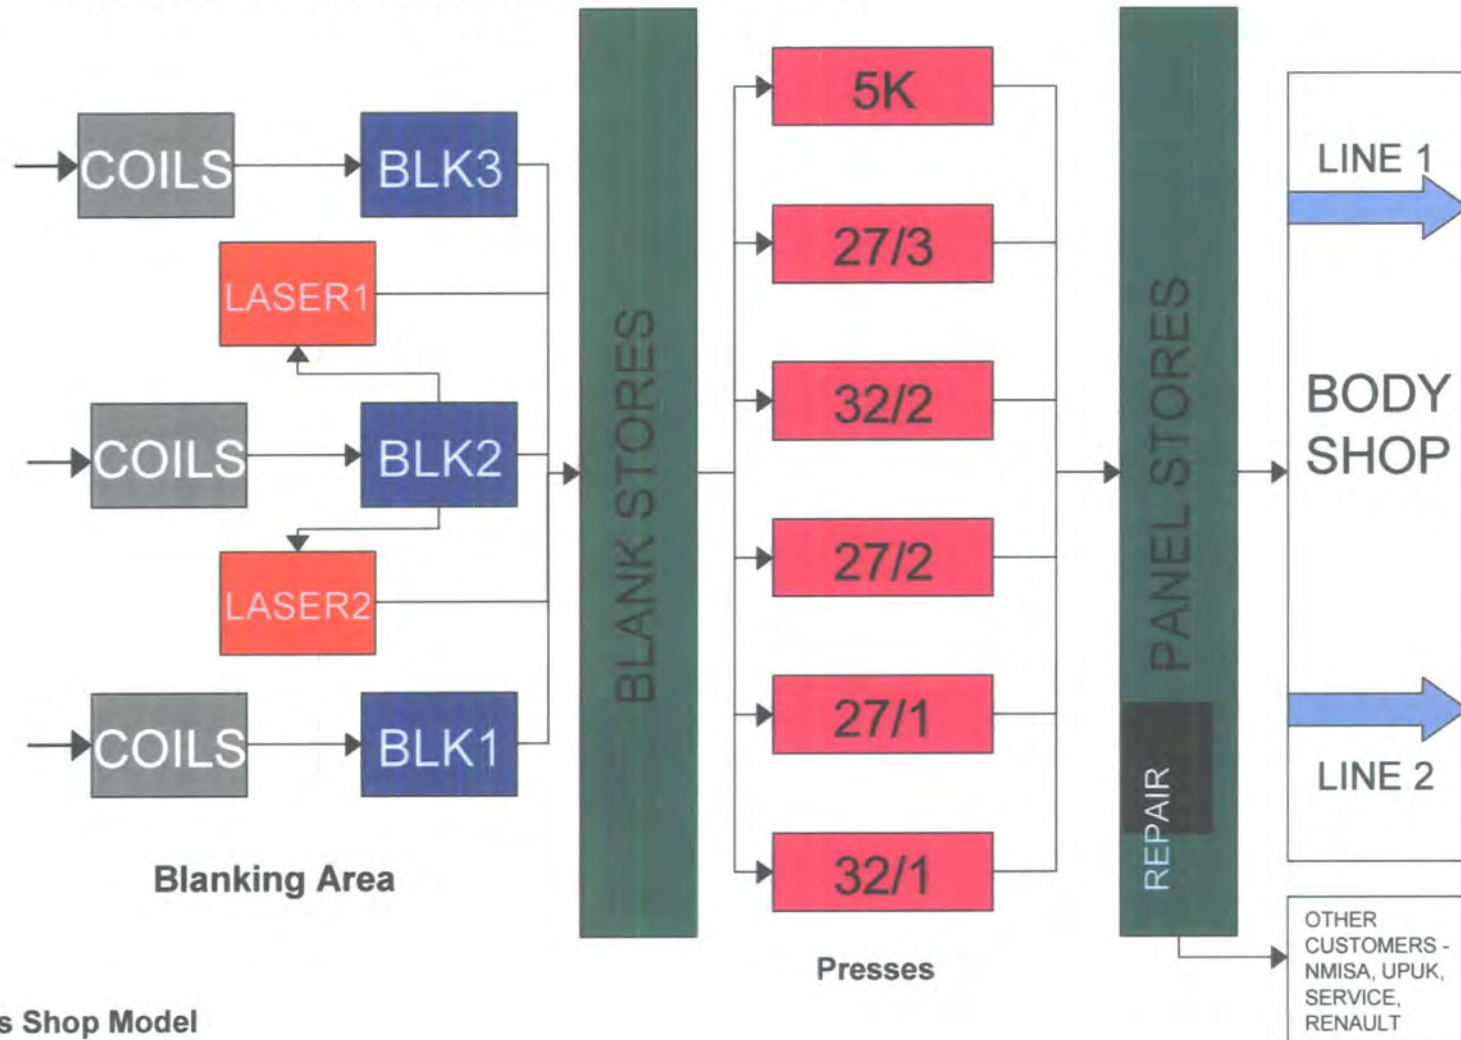 COILS
BLK3
LASER1
COILS
BLK2
LASER2
COILS
BLK1
Blanking Area
BLANK STORES
5K
27/3
32/2
27/2
27/1
32/1
Presses
PANEL STORES
REPAIR
LINE 1
BODY
SHOP
LINE 2
OTHER
CUSTOMERS -
NMISA, UPUK,
SERVICE,
RENAULT
s Shop Model